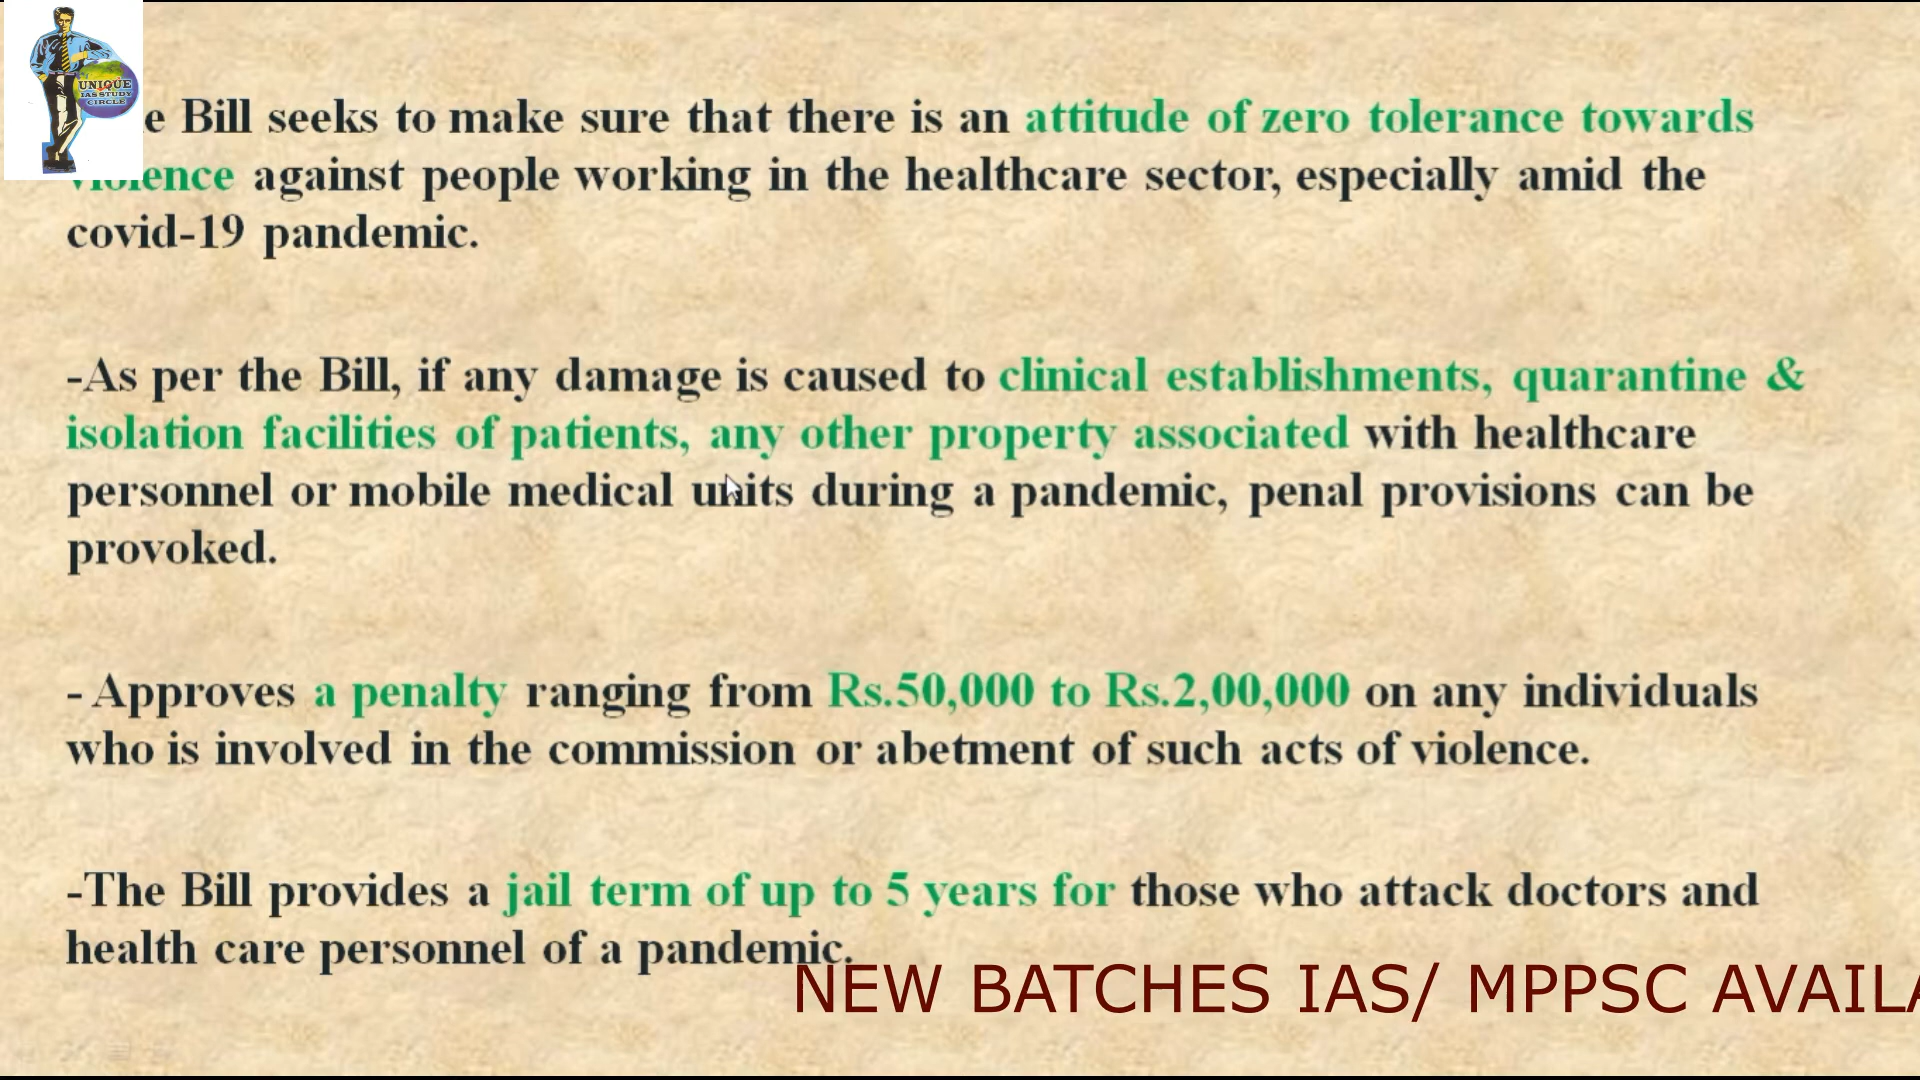 UNIQUE
IAS STUDY
CIRCLE
e Bill seeks to make sure that there is an attitude of zero tolerance towards
violence against people working in the healthcare sector, especially amid the
covid-19 pandemic.
-As per the Bill, if any damage is caused to clinical establishments, quarantine &
isolation facilities of patients, any other property associated with healthcare
personnel or mobile medical units during a pandemic, penal provisions can be
provoked.
- Approves a penalty ranging from Rs.50,000 to Rs.2,00,000 on any individuals
who is involved in the commission or abetment of such acts of violence.
-The Bill provides a jail term of up to 5 years for those who attack doctors and
health care personnel of a pandemic.
NEW BATCHES IAS/ MPPSC AVAILA